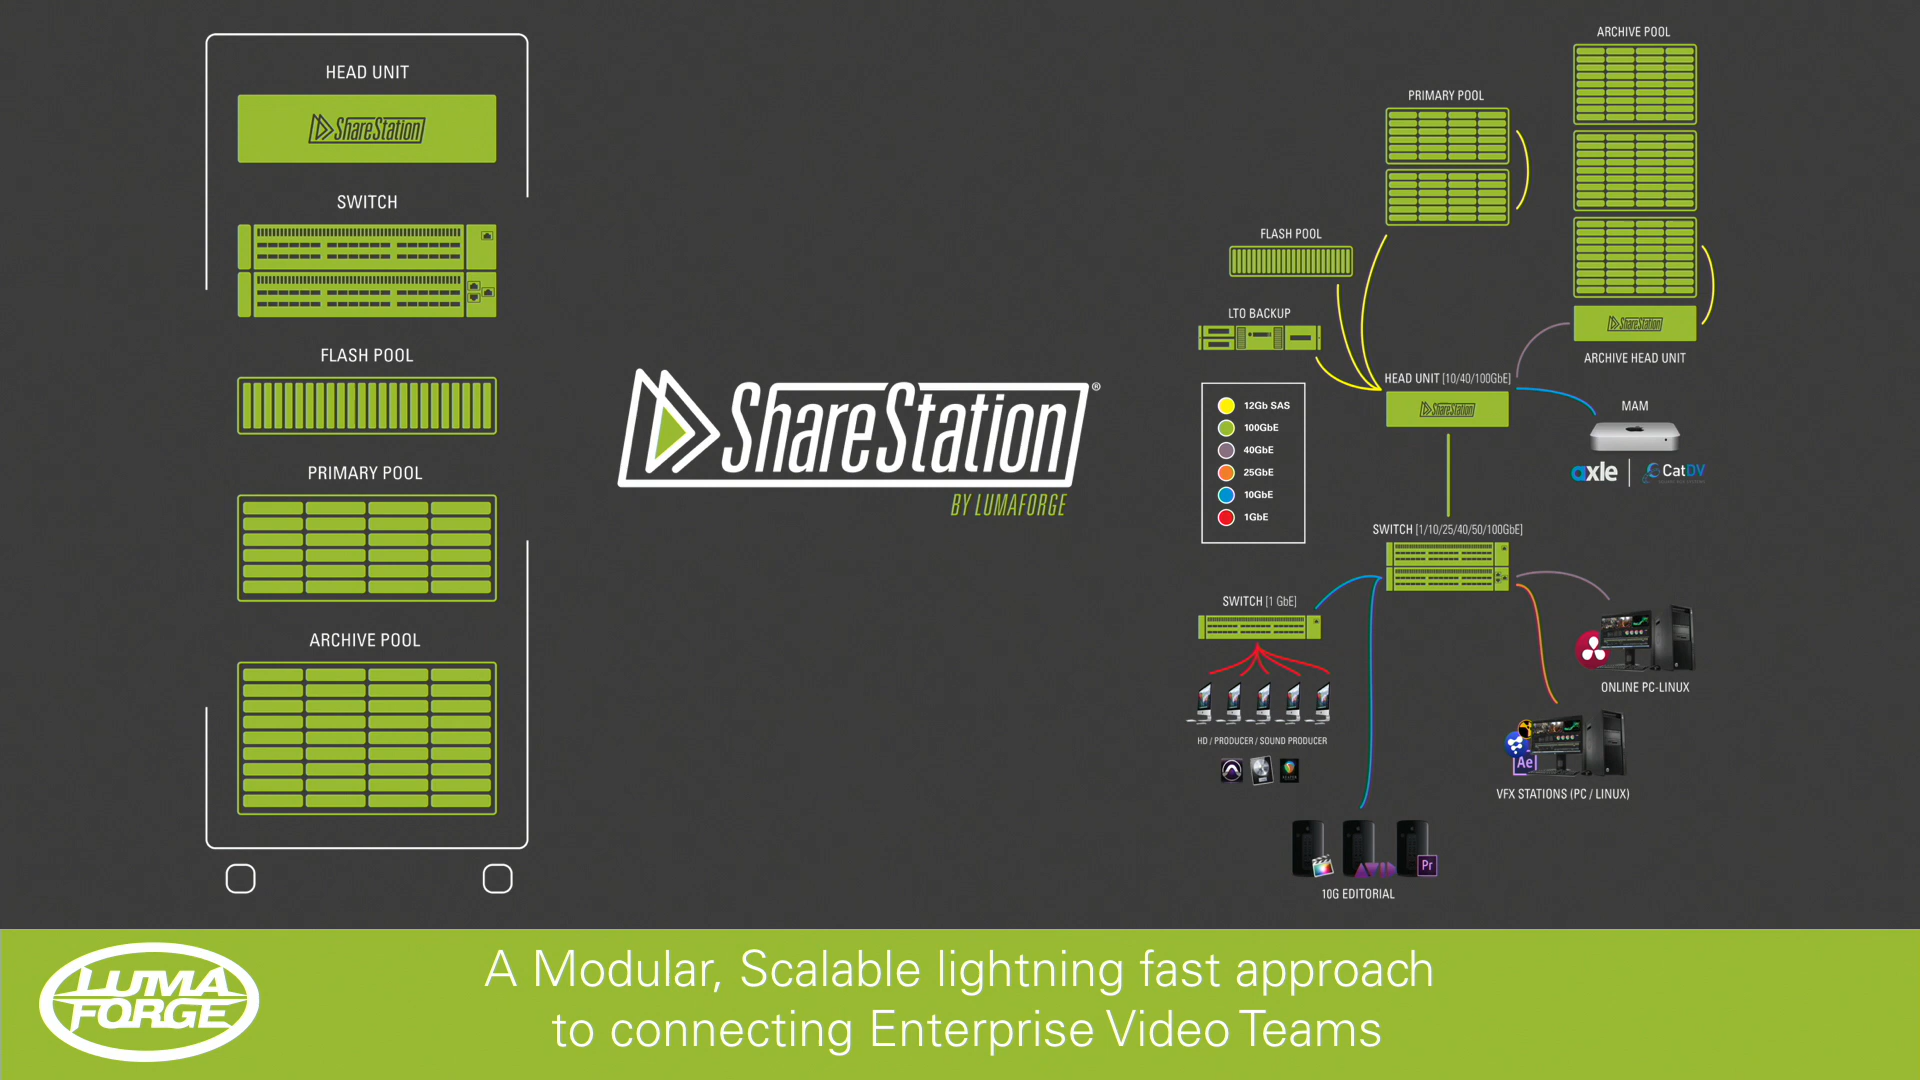 HEAD UNIT
ShareStation
SWITCH
FLASH POOL
PRIMARY POOL
ARCHIVE POOL
ShareStation®
BY LUMAFORGE
ARCHIVE POOL
PRIMARY POOL
FLASH POOL
LTO BACKUP
ShareStation
ARCHIVE HEAD UNIT
HEAD UNIT [10/40/100GbE]
ShareStation
MAM
axle
CatDV
12Gb SAS
100GbE
40GbE
25GbE
10GbE
1GbE
SWITCH [1/10/25/40/50/100GbE]
SWITCH [1 GbE]
HD / PRODUCER / SOUND PRODUCER
ONLINE PC-LINUX
Ae
VFX STATIONS (PC / LINUX)
AVID
Pr
10G EDITORIAL
LUMA
FORGE
A Modular, Scalable lightning fast approach
to connecting Enterprise Video Teams